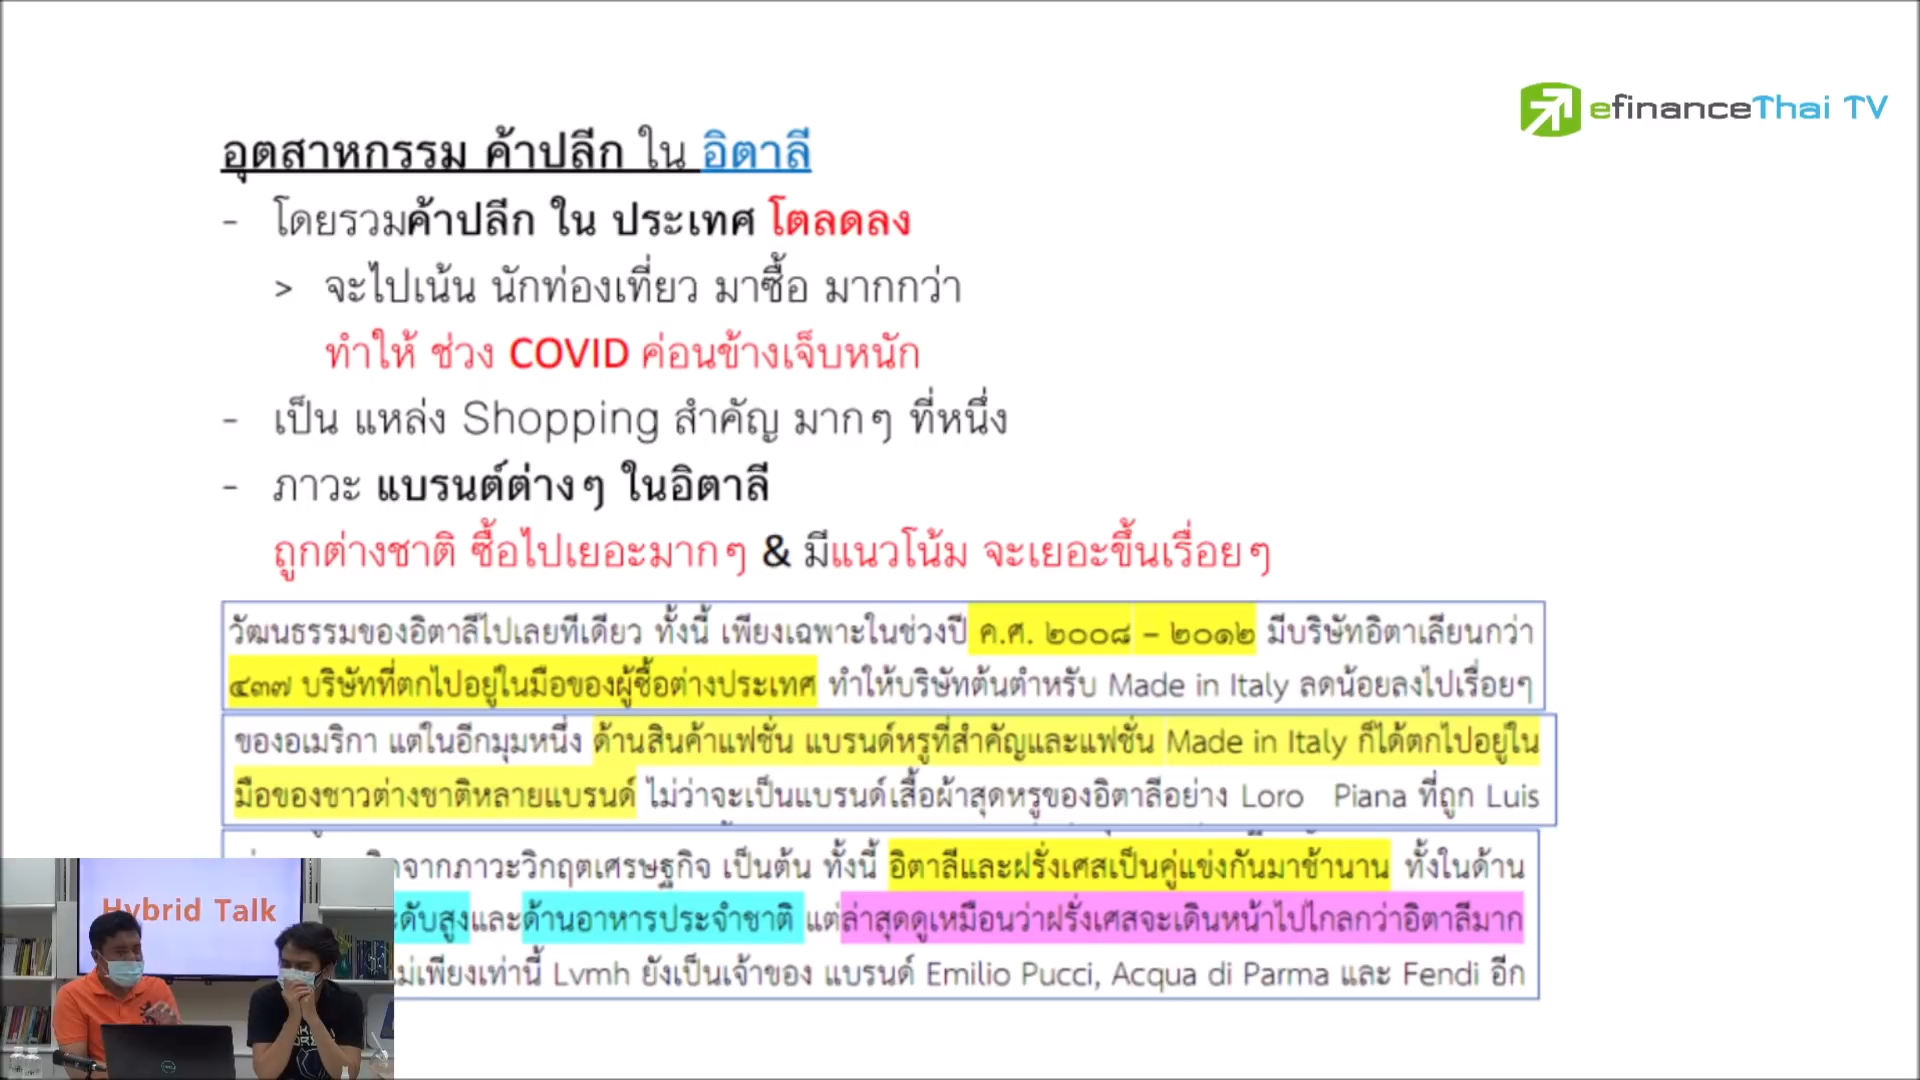 efinanceThai TV
อุตสาหกรรม ค้าปลีก ใน อิตาลี
- โดยรวมค้าปลีก ใน ประเทศ โตลดลง
> จะไปเน้น นักท่องเที่ยว มาซื้อ มากกว่า
ทำให้ ช่วง COVID ค่อนข้างเจ็บหนัก
- เป็น แหล่ง Shopping สำคัญ มากๆ ที่หนึ่ง
- ภาวะ แบรนต์ต่างๆ ในอิตาลี
ถูกต่างชาติ ซื้อไปเยอะมากๆ & มีแนวโน้ม จะเยอะขึ้นเรื่อยๆ
วัฒนธรรมของอิตาลีไปเลยทีเดียว ทั้งนี้ เพียงเฉพาะในช่วงปี ค.ศ. ๒๐๐๘ – ๒๐๑๒ มีบริษัทอิตาเลียนกว่า
๔๓๗ บริษัทที่ตกไปอยู่ในมือของผู้ซื้อต่างประเทศ ทำให้บริษัทต้นตำหรับ Made in Italy ลดน้อยลงไปเรื่อยๆ
ของอเมริกา แต่ในอีกมุมหนึ่ง ด้านสินค้าแฟชั่น แบรนด์หรูที่สำคัญและแฟชั่น Made in Italy ก็ได้ตกไปอยู่ใน
มือของชาวต่างชาติหลายแบรนด์ ไม่ว่าจะเป็นแบรนด์เสื้อผ้าสุดหรูของอิตาลีอย่าง Loro Piana ที่ถูก Luis
จากภาวะวิกฤตเศรษฐกิจ เป็นต้น ทั้งนี้ อิตาลีและฝรั่งเศสเป็นคู่แข่งกันมาช้านาน ทั้งในด้าน
ะดับสูงและด้านอาหารประจำชาติ แต่ล่าสุดดูเหมือนว่าฝรั่งเศสจะเดินหน้าไปไกลกว่าอิตาลีมาก
ไม่เพียงเท่านี้ Lvmh ยังเป็นเจ้าของ แบรนด์ Emilio Pucci, Acqua di Parma และ Fendi อีก
Hybrid Talk